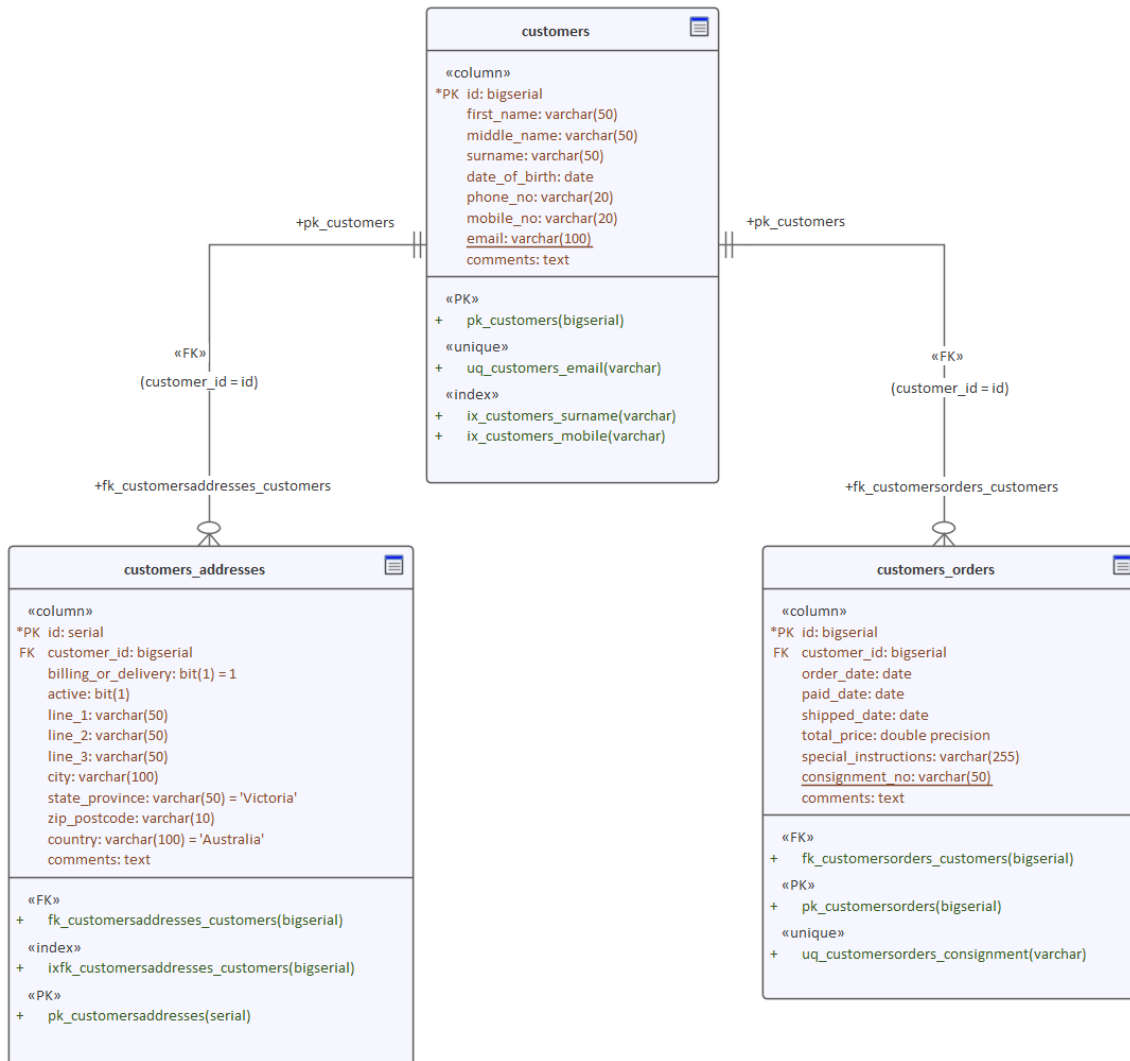 customers
«column»
*PK id: bigserial
first_name: varchar(50)
middle_name: varchar(50)
surname: varchar(50)
date_of_birth: date
phone_no: varchar(20)
mobile_no: varchar(20)
email: varchar(100)
comments: text
«PK»
+ pk_customers(bigserial)
«unique»
+ uq_customers_email(varchar)
«index»
+ ix_customers_surname(varchar)
+ ix_customers_mobile(varchar)
+pk_customers
«FK»
(customer_id = id)
+fk_customersaddresses_customers
+pk_customers
«FK»
(customer_id = id)
+fk_customersorders_customers
customers_addresses
«column»
*PK id: serial
FK customer_id: bigserial
billing_or_delivery: bit(1) = 1
active: bit(1)
line_1: varchar(50)
line_2: varchar(50)
line_3: varchar(50)
city: varchar(100)
state_province: varchar(50) = 'Victoria'
zip_postcode: varchar(10)
country: varchar(100) = 'Australia'
comments: text
«FK»
+ fk_customersaddresses_customers(bigserial)
«index»
+ ixfk_customersaddresses_customers(bigserial)
«PK»
+ pk_customersaddresses(serial)
customers_orders
«column»
*PK id: bigserial
FK customer_id: bigserial
order_date: date
paid_date: date
shipped_date: date
total_price: double precision
special_instructions: varchar(255)
consignment_no: varchar(50)
comments: text
«FK»
+ fk_customersorders_customers(bigserial)
«PK»
+ pk_customersorders(bigserial)
«unique»
+ uq_customersorders_consignment(varchar)